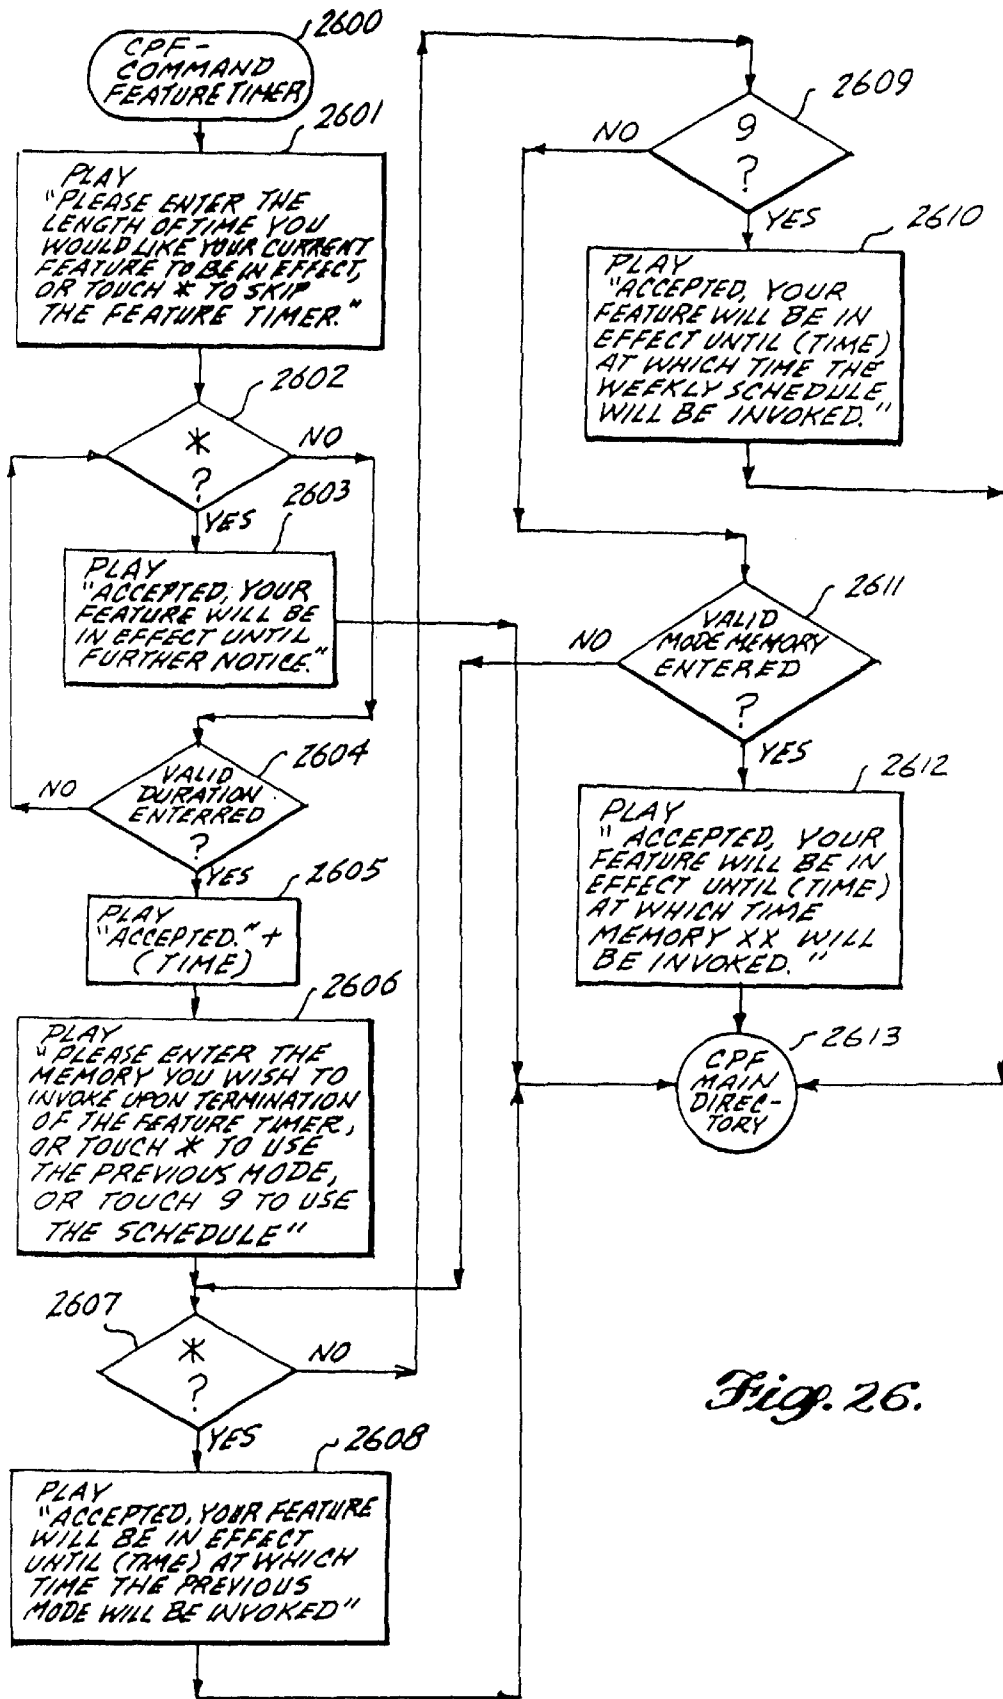 2600
CPF-
COMMAND
FEATURE TIMER
2601
PLAY
"PLEASE ENTER THE
LENGTH OF TIME YOU
WOULD LIKE YOUR CURRENT
FEATURE TO BE IN EFFECT,
OR TOUCH * TO SKIP
THE FEATURE TIMER."
2602
*
?
NO
YES
2603
PLAY
"ACCEPTED, YOUR
FEATURE WILL BE
IN EFFECT UNTIL
FURTHER NOTICE."
2604
VALID
DURATION
ENTERRED
?
NO
YES
2605
PLAY
"ACCEPTED." +
(TIME)
2606
PLAY
"PLEASE ENTER THE
MEMORY YOU WISH TO
INVOKE UPON TERMINATION
OF THE FEATURE TIMER,
OR TOUCH * TO USE
THE PREVIOUS MODE,
OR TOUCH 9 TO USE
THE SCHEDULE"
2607
*
?
NO
YES
2608
PLAY
"ACCEPTED, YOUR FEATURE
WILL BE IN EFFECT
UNTIL (TIME) AT WHICH
TIME THE PREVIOUS
MODE WILL BE INVOKED"
2609
9
?
NO
YES
2610
PLAY
"ACCEPTED, YOUR
FEATURE WILL BE IN
EFFECT UNTIL (TIME)
AT WHICH TIME THE
WEEKLY SCHEDULE
WILL BE INVOKED."
2611
VALID
MODE MEMORY
ENTERED
?
NO
YES
2612
PLAY
"ACCEPTED, YOUR
FEATURE WILL BE IN
EFFECT UNTIL (TIME)
AT WHICH TIME
MEMORY XX WILL
BE INVOKED."
2613
CPF
MAIN
DIREC-
TORY
Fig. 26.